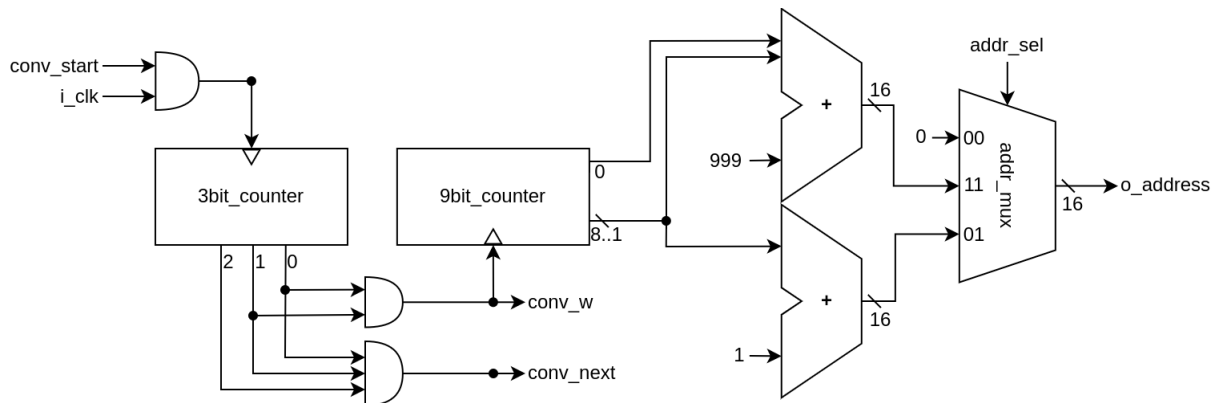 conv_start
i_clk
3bit_counter
2
1
0
9bit_counter
0
8..1
conv_w
conv_next
+
16
999
+
16
1
addr_sel
0
00
11
01
addr_mux
16
o_address